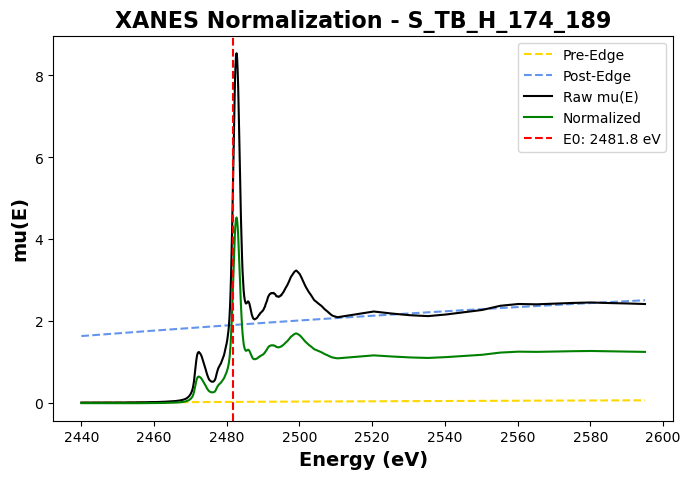 XANES Normalization - S_TB_H_174_189
Pre-Edge
Post-Edge
Raw mu(E)
Normalized
E0: 2481.8 eV
mu(E)
8
6
4
2
0
2440 2460 2480 2500 2520 2540 2560 2580 2600
Energy (eV)